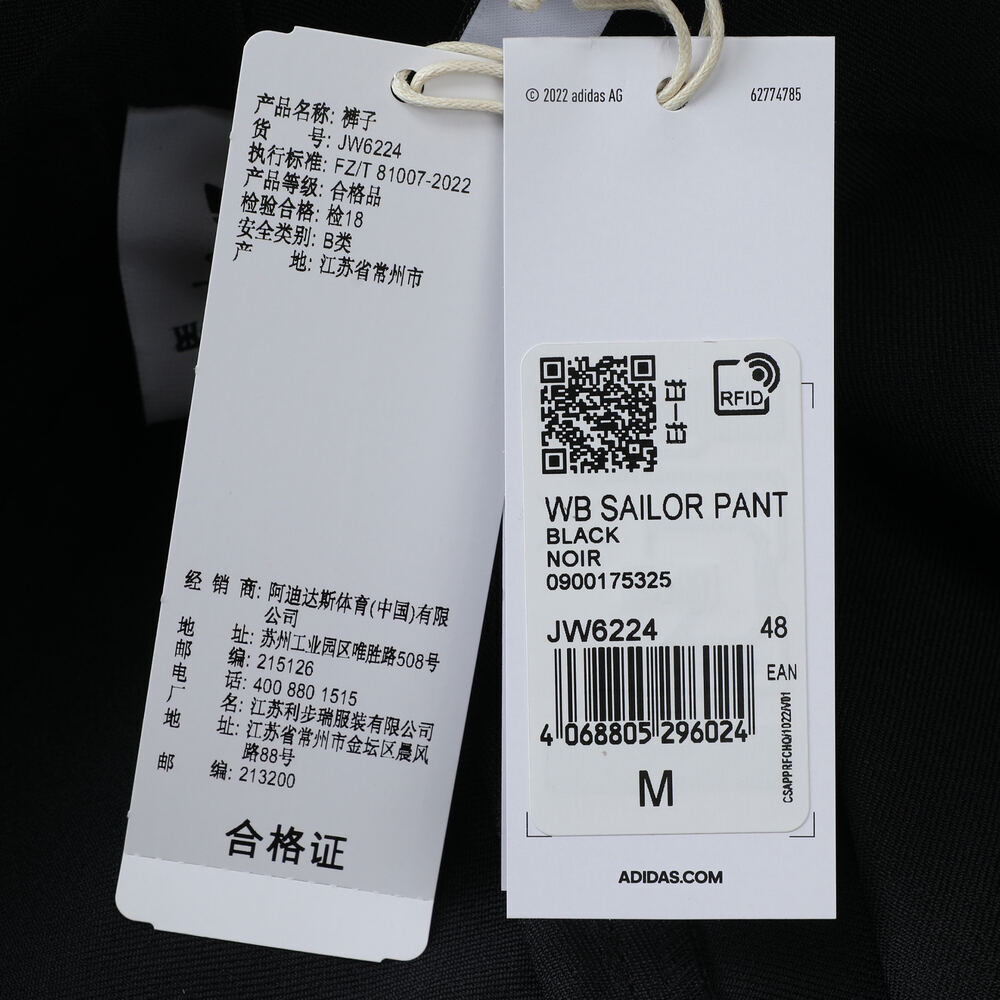 产品名称: 裤子
货 号: JW6224
执行标准: FZ/T 81007-2022
产品等级: 合格品
检验合格: 检18
安全类别: B类
产 地: 江苏省常州市
经 销 商: 阿迪达斯体育(中国)有限
公司
地 址: 苏州工业园区唯胜路508号
邮 编: 215126
电 话: 400 880 1515
厂 名: 江苏利步瑞服装有限公司
地 址: 江苏省常州市金坛区晨风
路88号
邮 编: 213200
合格证
© 2022 adidas AG
62774785
扫一扫
RFID
WB SAILOR PANT
BLACK
NOIR
0900175325
JW6224
48
EAN
4 068805 296024
M
CSAPPRFCHQ/1022/V01
ADIDAS.COM